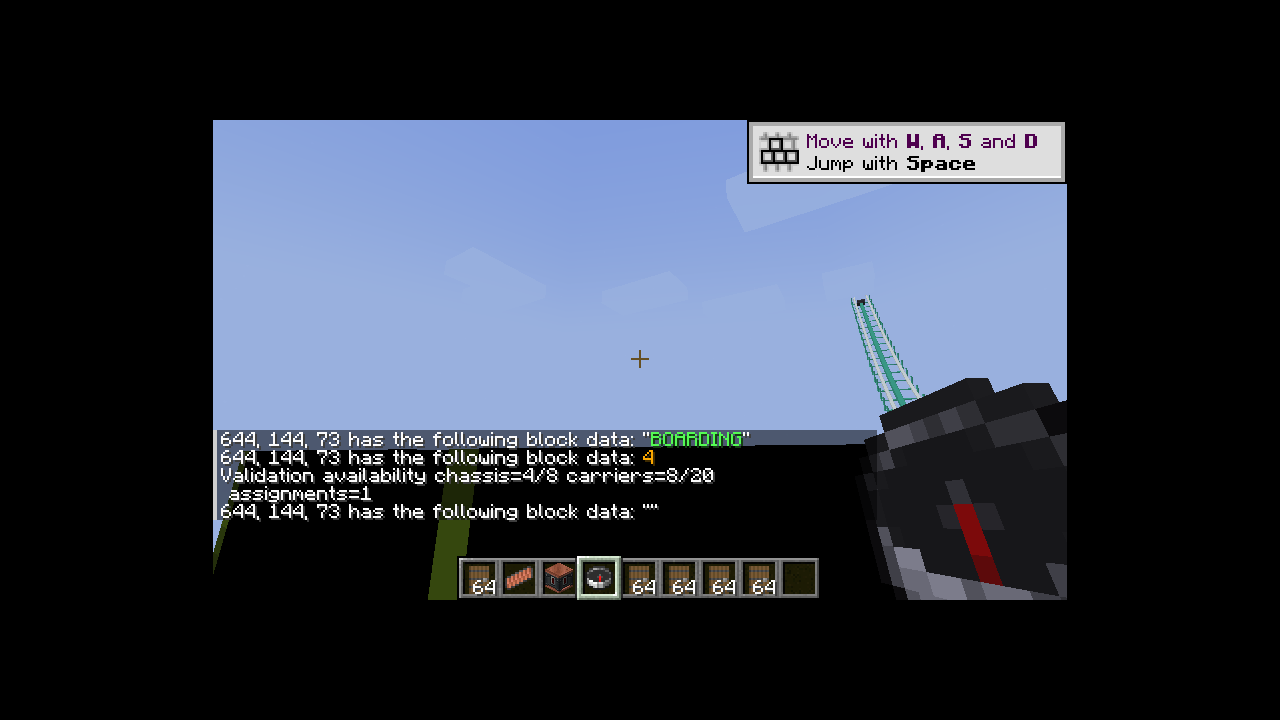 Move with W, A, S and D
Jump with Space
644, 144, 73 has the following block data: "BOARDING"
644, 144, 73 has the following block data: 4
Validation availability chassis=4/8 carriers=8/20
assignments=1
644, 144, 73 has the following block data: ""
64 64 64 64 64